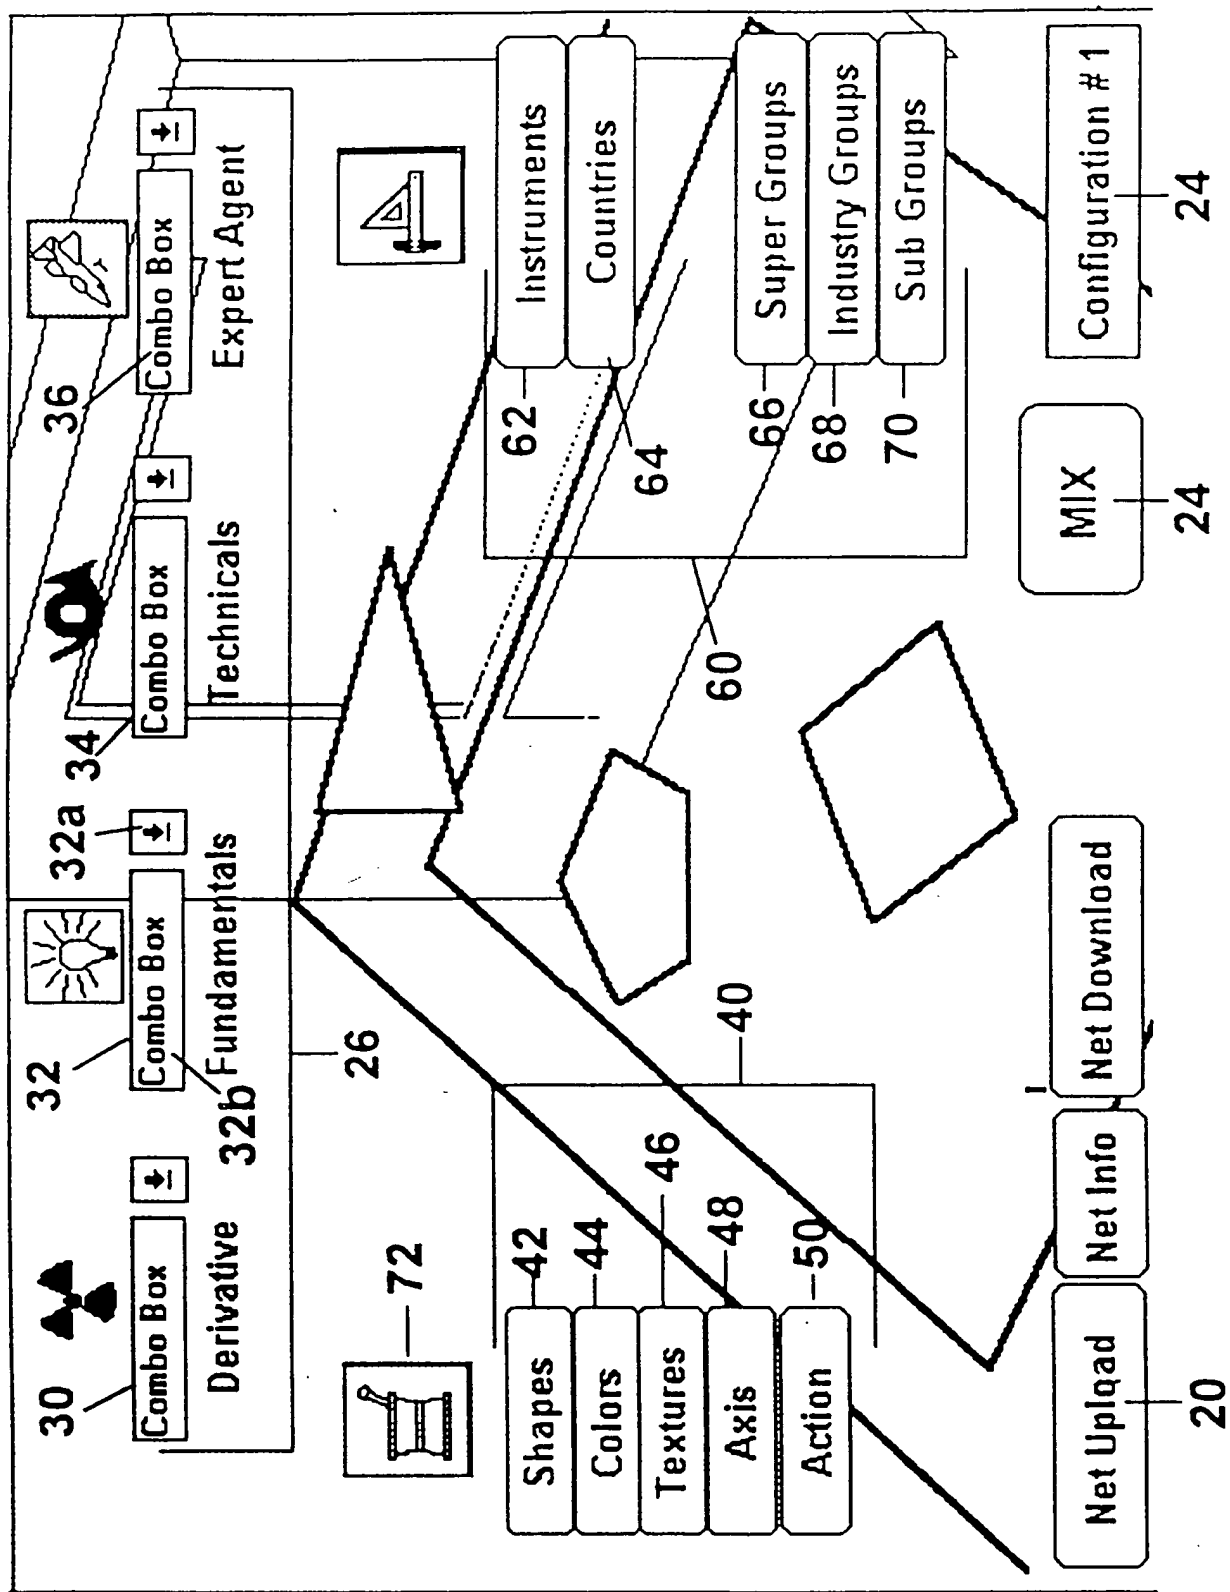 30
32
32a
34
36
Combo Box
Combo Box
Combo Box
Combo Box
32b
Derivative
Fundamentals
Technicals
Expert Agent
26
72
Shapes
42
Colors
44
Textures
46
Axis
48
Action
50
40
60
62
Instruments
64
Countries
66
Super Groups
68
Industry Groups
70
Sub Groups
Net Upload
Net Info
Net Download
MIX
Configuration # 1
20
24
24